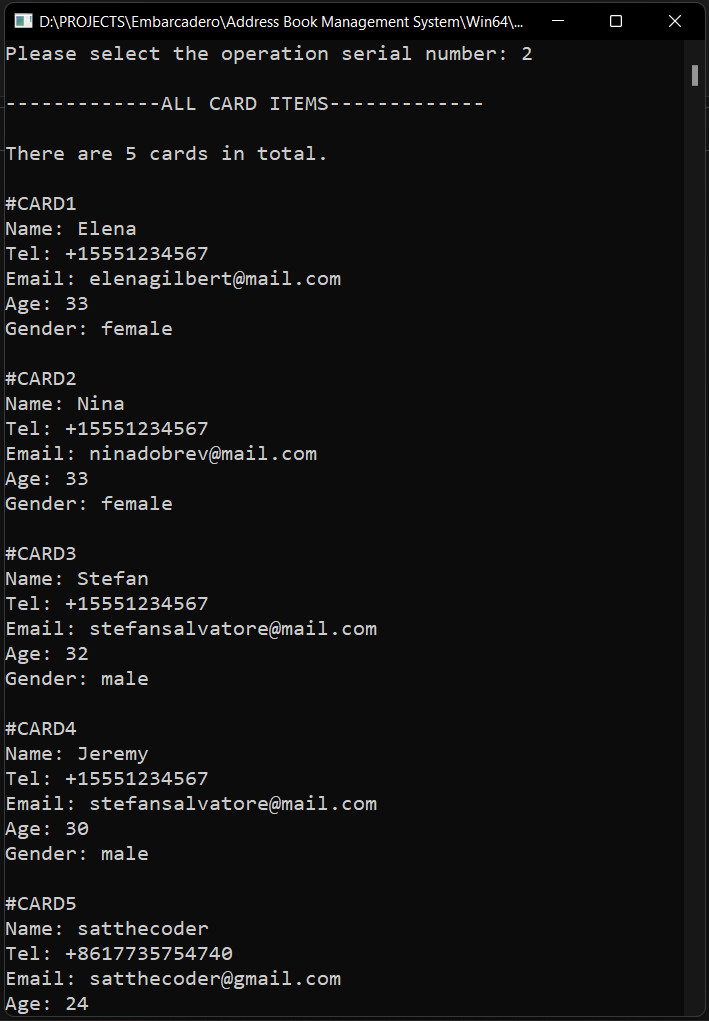 D:\PROJECTS\Embarcadero\Address Book Management System\Win64\...
Please select the operation serial number: 2
-------------ALL CARD ITEMS-------------
There are 5 cards in total.
#CARD1
Name: Elena
Tel: +15551234567
Email: elenagilbert@mail.com
Age: 33
Gender: female
#CARD2
Name: Nina
Tel: +15551234567
Email: ninadobrev@mail.com
Age: 33
Gender: female
#CARD3
Name: Stefan
Tel: +15551234567
Email: stefansalvatore@mail.com
Age: 32
Gender: male
#CARD4
Name: Jeremy
Tel: +15551234567
Email: stefansalvatore@mail.com
Age: 30
Gender: male
#CARD5
Name: satthecoder
Tel: +8617735754740
Email: satthecoder@gmail.com
Age: 24